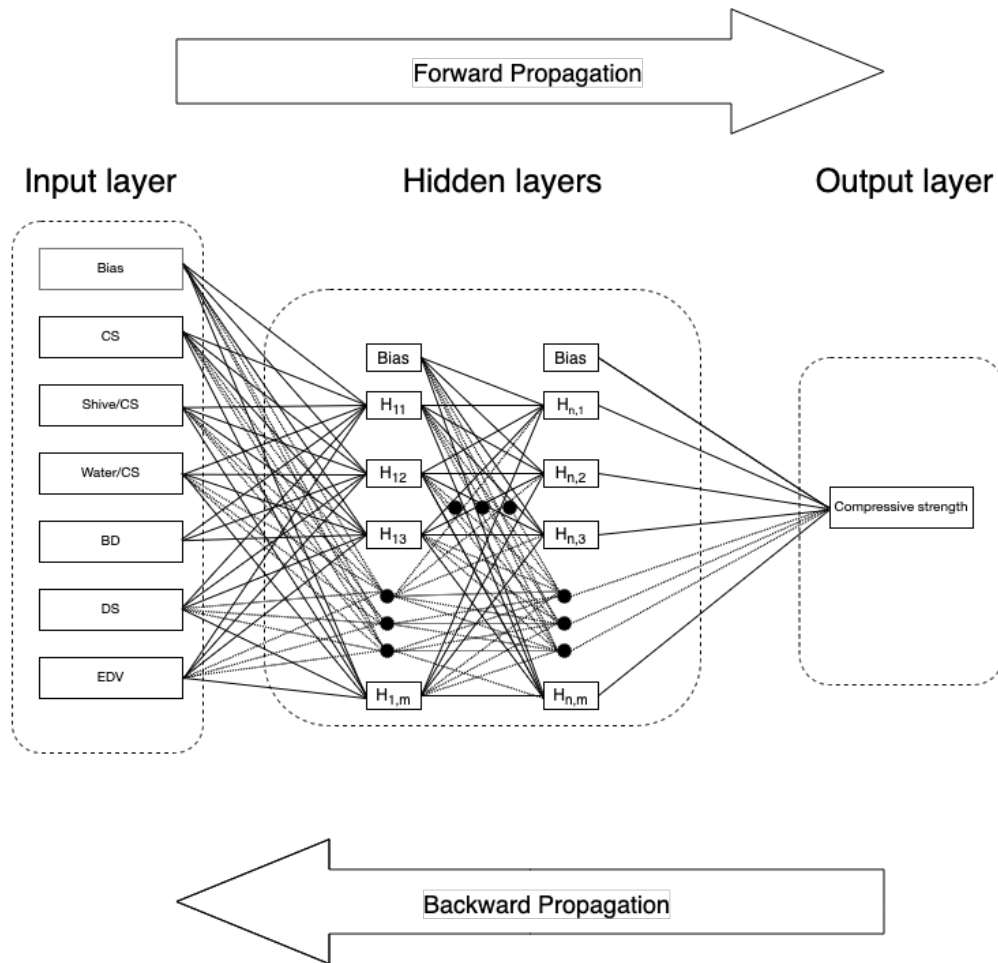 Forward Propagation
Input layer
Hidden layers
Output layer
Bias
CS
Shive/CS
Water/CS
BD
DS
EDV
Bias
H11
H12
H13
H1,m
Bias
Hn,1
Hn,2
Hn,3
Hn,m
Compressive strength
Backward Propagation